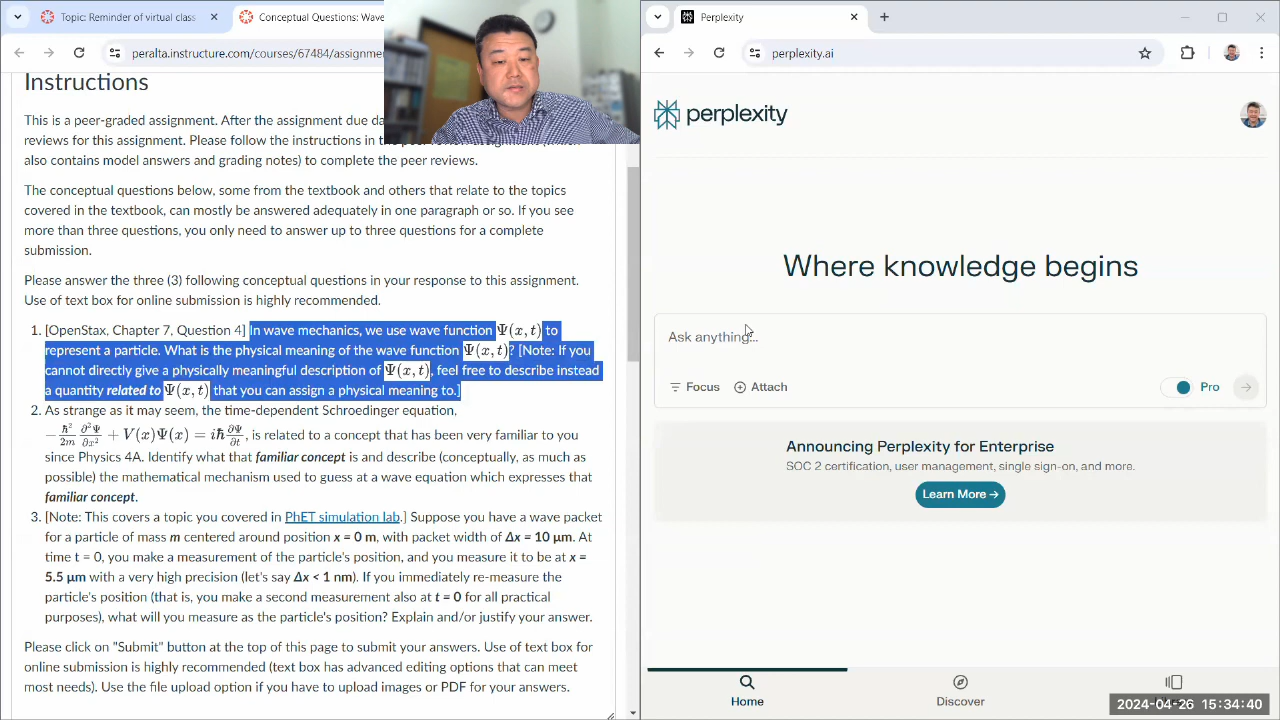 Topic: Reminder of virtual class
Conceptual Questions: Wave
peralta.instructure.com/courses/67484/assignme
Instructions
This is a peer-graded assignment. After the assignment due da
reviews for this assignment. Please follow the instructions in the
also contains model answers and grading notes) to complete the peer reviews.
The conceptual questions below, some from the textbook and others that relate to the topics
covered in the textbook, can mostly be answered adequately in one paragraph or so. If you see
more than three questions, you only need to answer up to three questions for a complete
submission.
Please answer the three (3) following conceptual questions in your response to this assignment.
Use of text box for online submission is highly recommended.
1. [OpenStax, Chapter 7, Question 4] In wave mechanics, we use wave function Ψ(x, t) to
represent a particle. What is the physical meaning of the wave function Ψ(x, t)? [Note: If you
cannot directly give a physically meaningful description of Ψ(x, t), feel free to describe instead
a quantity related to Ψ(x, t) that you can assign a physical meaning to.]
2. As strange as it may seem, the time-dependent Schroedinger equation,
−ħ²/2m ∂²Ψ/∂x² + V(x)Ψ(x) = iħ ∂Ψ/∂t, is related to a concept that has been very familiar to you
since Physics 4A. Identify what that familiar concept is and describe (conceptually, as much as
possible) the mathematical mechanism used to guess at a wave equation which expresses that
familiar concept.
3. [Note: This covers a topic you covered in PhET simulation lab.] Suppose you have a wave packet
for a particle of mass m centered around position x = 0 m, with packet width of Δx = 10 μm. At
time t = 0, you make a measurement of the particle's position, and you measure it to be at x =
5.5 μm with a very high precision (let's say Δx < 1 nm). If you immediately re-measure the
particle's position (that is, you make a second measurement also at t = 0 for all practical
purposes), what will you measure as the particle's position? Explain and/or justify your answer.
Please click on "Submit" button at the top of this page to submit your answers. Use of text box for
online submission is highly recommended (text box has advanced editing options that can meet
most needs). Use the file upload option if you have to upload images or PDF for your answers.
Perplexity
perplexity.ai
perplexity
Where knowledge begins
Ask anything...
Focus
Attach
Pro
Announcing Perplexity for Enterprise
SOC 2 certification, user management, single sign-on, and more.
Learn More →
Home
Discover
2024-04-26 15:34:40